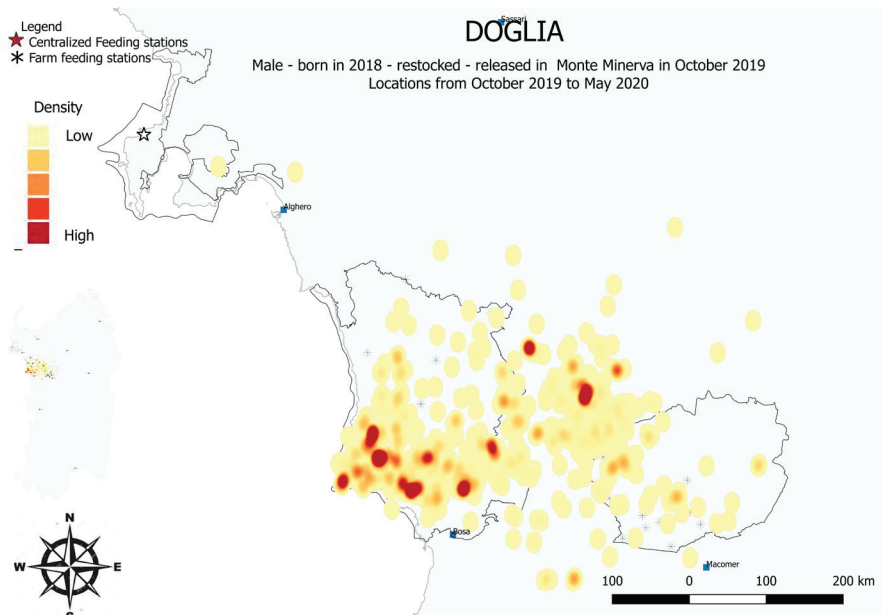 Sassari
DOGLIA
Legend
Centralized Feeding stations
Farm feeding stations
Male - born in 2018 - restocked - released in Monte Minerva in October 2019
Locations from October 2019 to May 2020
Density
Low
High
Alghero
Bosa
Macomer
N
W
E
S
100
0
100
200 km